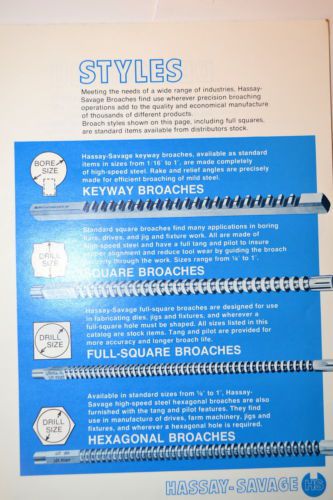 STYLES
Meeting the needs of a wide range of industries, Hassay-
Savage Broaches find use wherever precision broaching
operations add to the quality and economical manufacture
of thousands of different products.
Broach styles shown on this page, including full squares,
are standard items available from distributors stock.
BORE
SIZE
Hassay-Savage keyway broaches, available as standard
items in sizes from 1/16" to 1", are made completely
of high-speed steel. Rake and relief angles are precisely
made for efficient broaching of mild steel.
KEYWAY BROACHES
DRILL
SIZE
Standard square broaches find many applications in boring
bars, drives, and jig and fixture work. All are made of
high-speed steel and have a full tang and pilot to insure
proper alignment and reduce tool wear by guiding the broach
properly through the work. Sizes range from 1/8" to 1".
SQUARE BROACHES
DRILL
SIZE
Hassay-Savage full-square broaches are designed for use
in fabricating dies, jigs and fixtures, and wherever a
full-square hole must be shaped. All sizes listed in this
catalog are stock items. Tang and pilot are provided for
more accuracy and longer broach life.
FULL-SQUARE BROACHES
DRILL
SIZE
Available in standard sizes from 1/8" to 1",
Hassay-Savage high-speed steel hexagonal broaches are also
furnished with the tang and pilot features. They find
use in manufacture of drives, farm machinery, jigs and
fixtures, and wherever a hexagonal hole is required.
HEXAGONAL BROACHES
HASSAY-SAVAGE HS